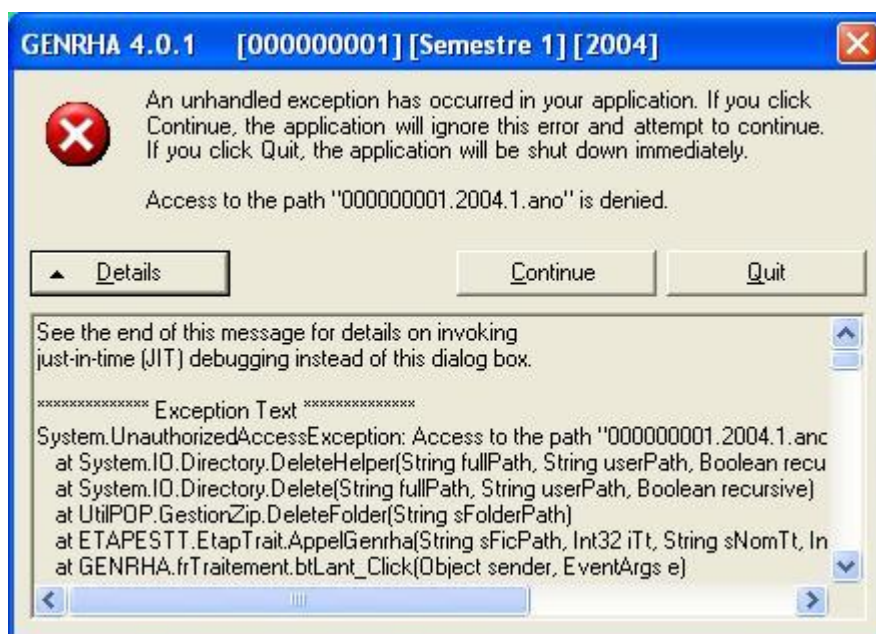 GENRHA 4.0.1 [000000001] [Semestre 1] [2004]
An unhandled exception has occurred in your application. If you click
Continue, the application will ignore this error and attempt to continue.
If you click Quit, the application will be shut down immediately.
Access to the path "000000001.2004.1.ano" is denied.
Details
Continue
Quit
See the end of this message for details on invoking
just-in-time (JIT) debugging instead of this dialog box.
************** Exception Text **************
System.UnauthorizedAccessException: Access to the path "000000001.2004.1.anc
at System.IO.Directory.DeleteHelper(String fullPath, String userPath, Boolean recu
at System.IO.Directory.Delete(String fullPath, String userPath, Boolean recursive)
at UtilPOP.GestionZip.DeleteFolder(String sFolderPath)
at ETAPESTT.EtapTrait.AppelGenrha(String sFicPath, Int32 iTt, String sNomTt, In
at GENRHA.frTraitement.btLant_Click(Object sender, EventArgs e)